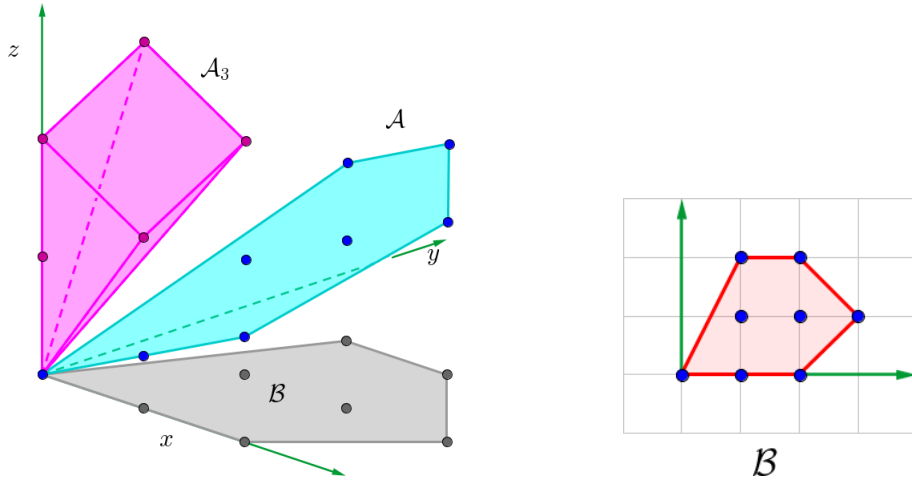 z
𝒜₃
𝒜
y
ℬ
x
ℬ